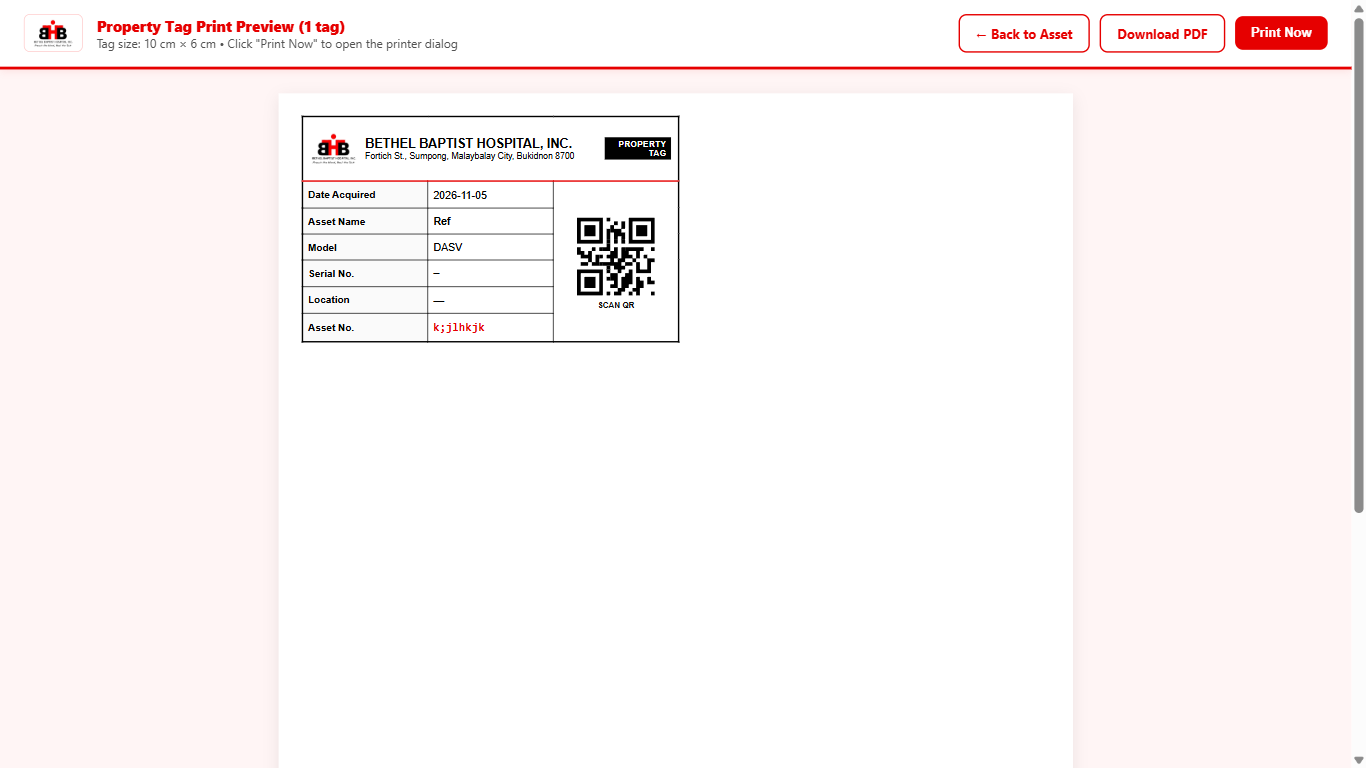 Property Tag Print Preview (1 tag)
Tag size: 10 cm × 6 cm • Click "Print Now" to open the printer dialog
← Back to Asset
Download PDF
Print Now
BHB
BETHEL BAPTIST HOSPITAL, INC.
Fortich St., Sumpong, Malaybalay City, Bukidnon 8700
PROPERTY
TAG
Date Acquired 2026-11-05
Asset Name Ref
Model DASV
Serial No. –
Location —
Asset No. k;jlhkjk
SCAN QR